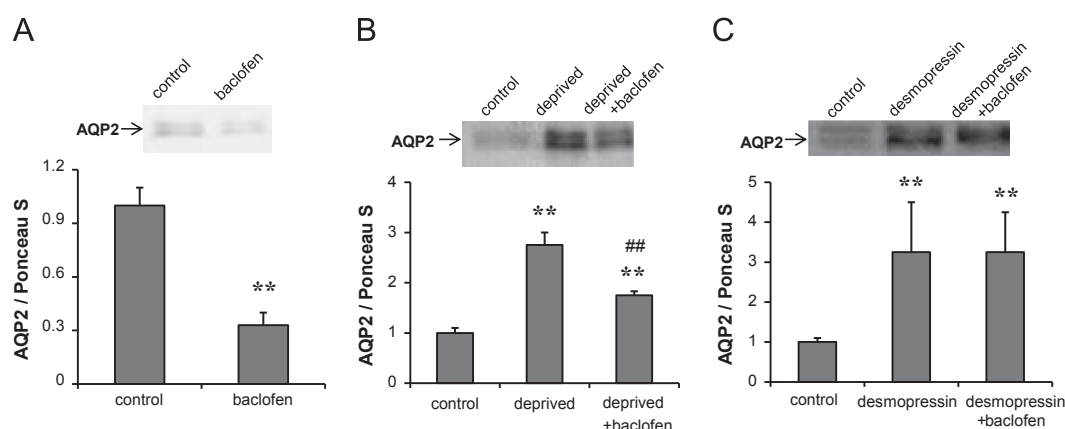 A
control
baclofen
AQP2
AQP2 / Ponceau S
1.2
0.9
0.6
0.3
0
**
control
baclofen
B
control
deprived
deprived
+baclofen
AQP2
AQP2 / Ponceau S
4
3
2
1
0
**
##
**
control
deprived
deprived
+baclofen
C
control
desmopressin
desmopressin
+baclofen
AQP2
AQP2 / Ponceau S
5
4
3
2
1
0
**
**
control
desmopressin
desmopressin
+baclofen